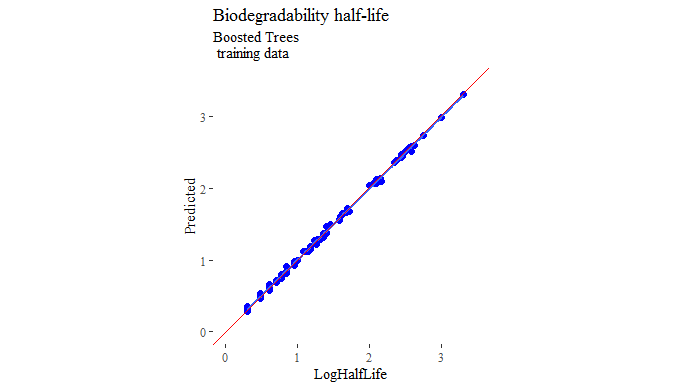 Biodegradability half-life
Boosted Trees
training data
Predicted
3
2
1
0
0 1 2 3
LogHalfLife